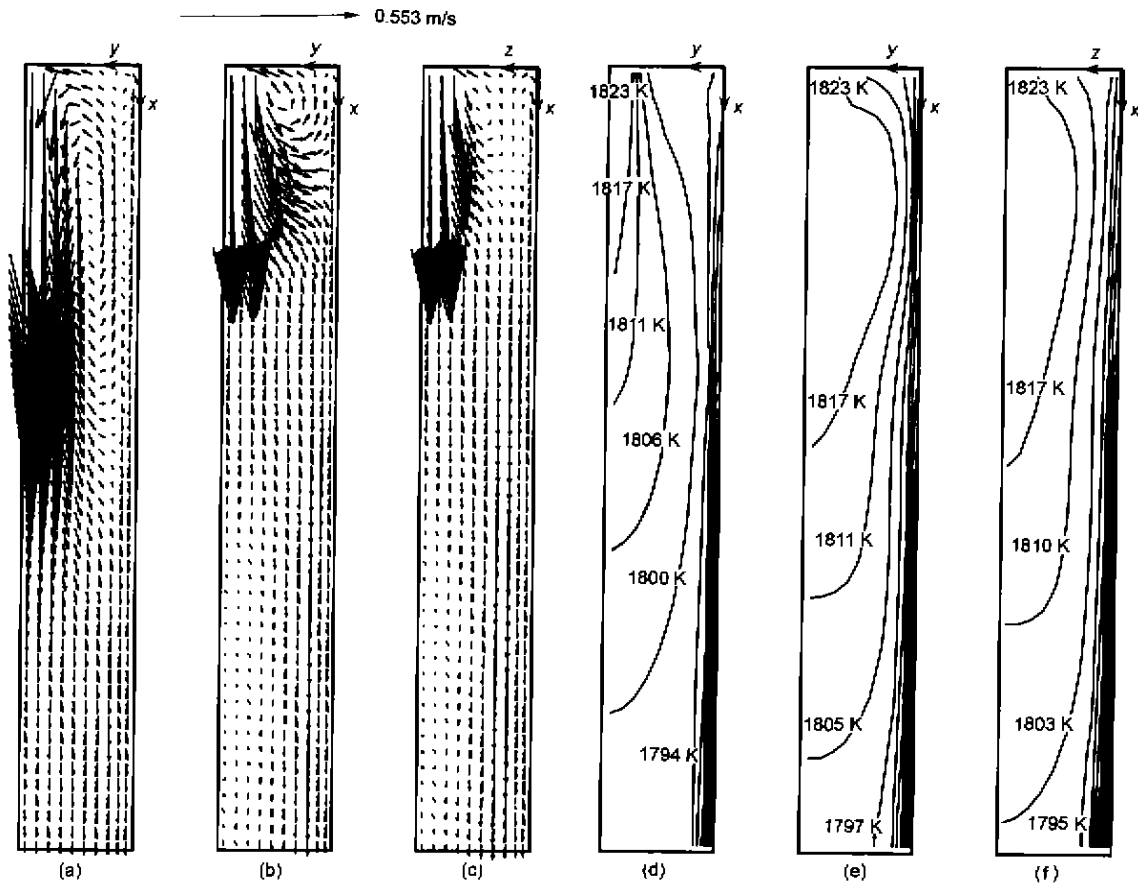 0.553 m/s
y
x
(a)
y
x
(b)
z
x
(c)
y
x
1823 K
1817 K
1811 K
1806 K
1800 K
1794 K
(d)
y
x
1823 K
1817 K
1811 K
1805 K
1797 K
(e)
z
x
1823 K
1817 K
1810 K
1803 K
1795 K
(f)